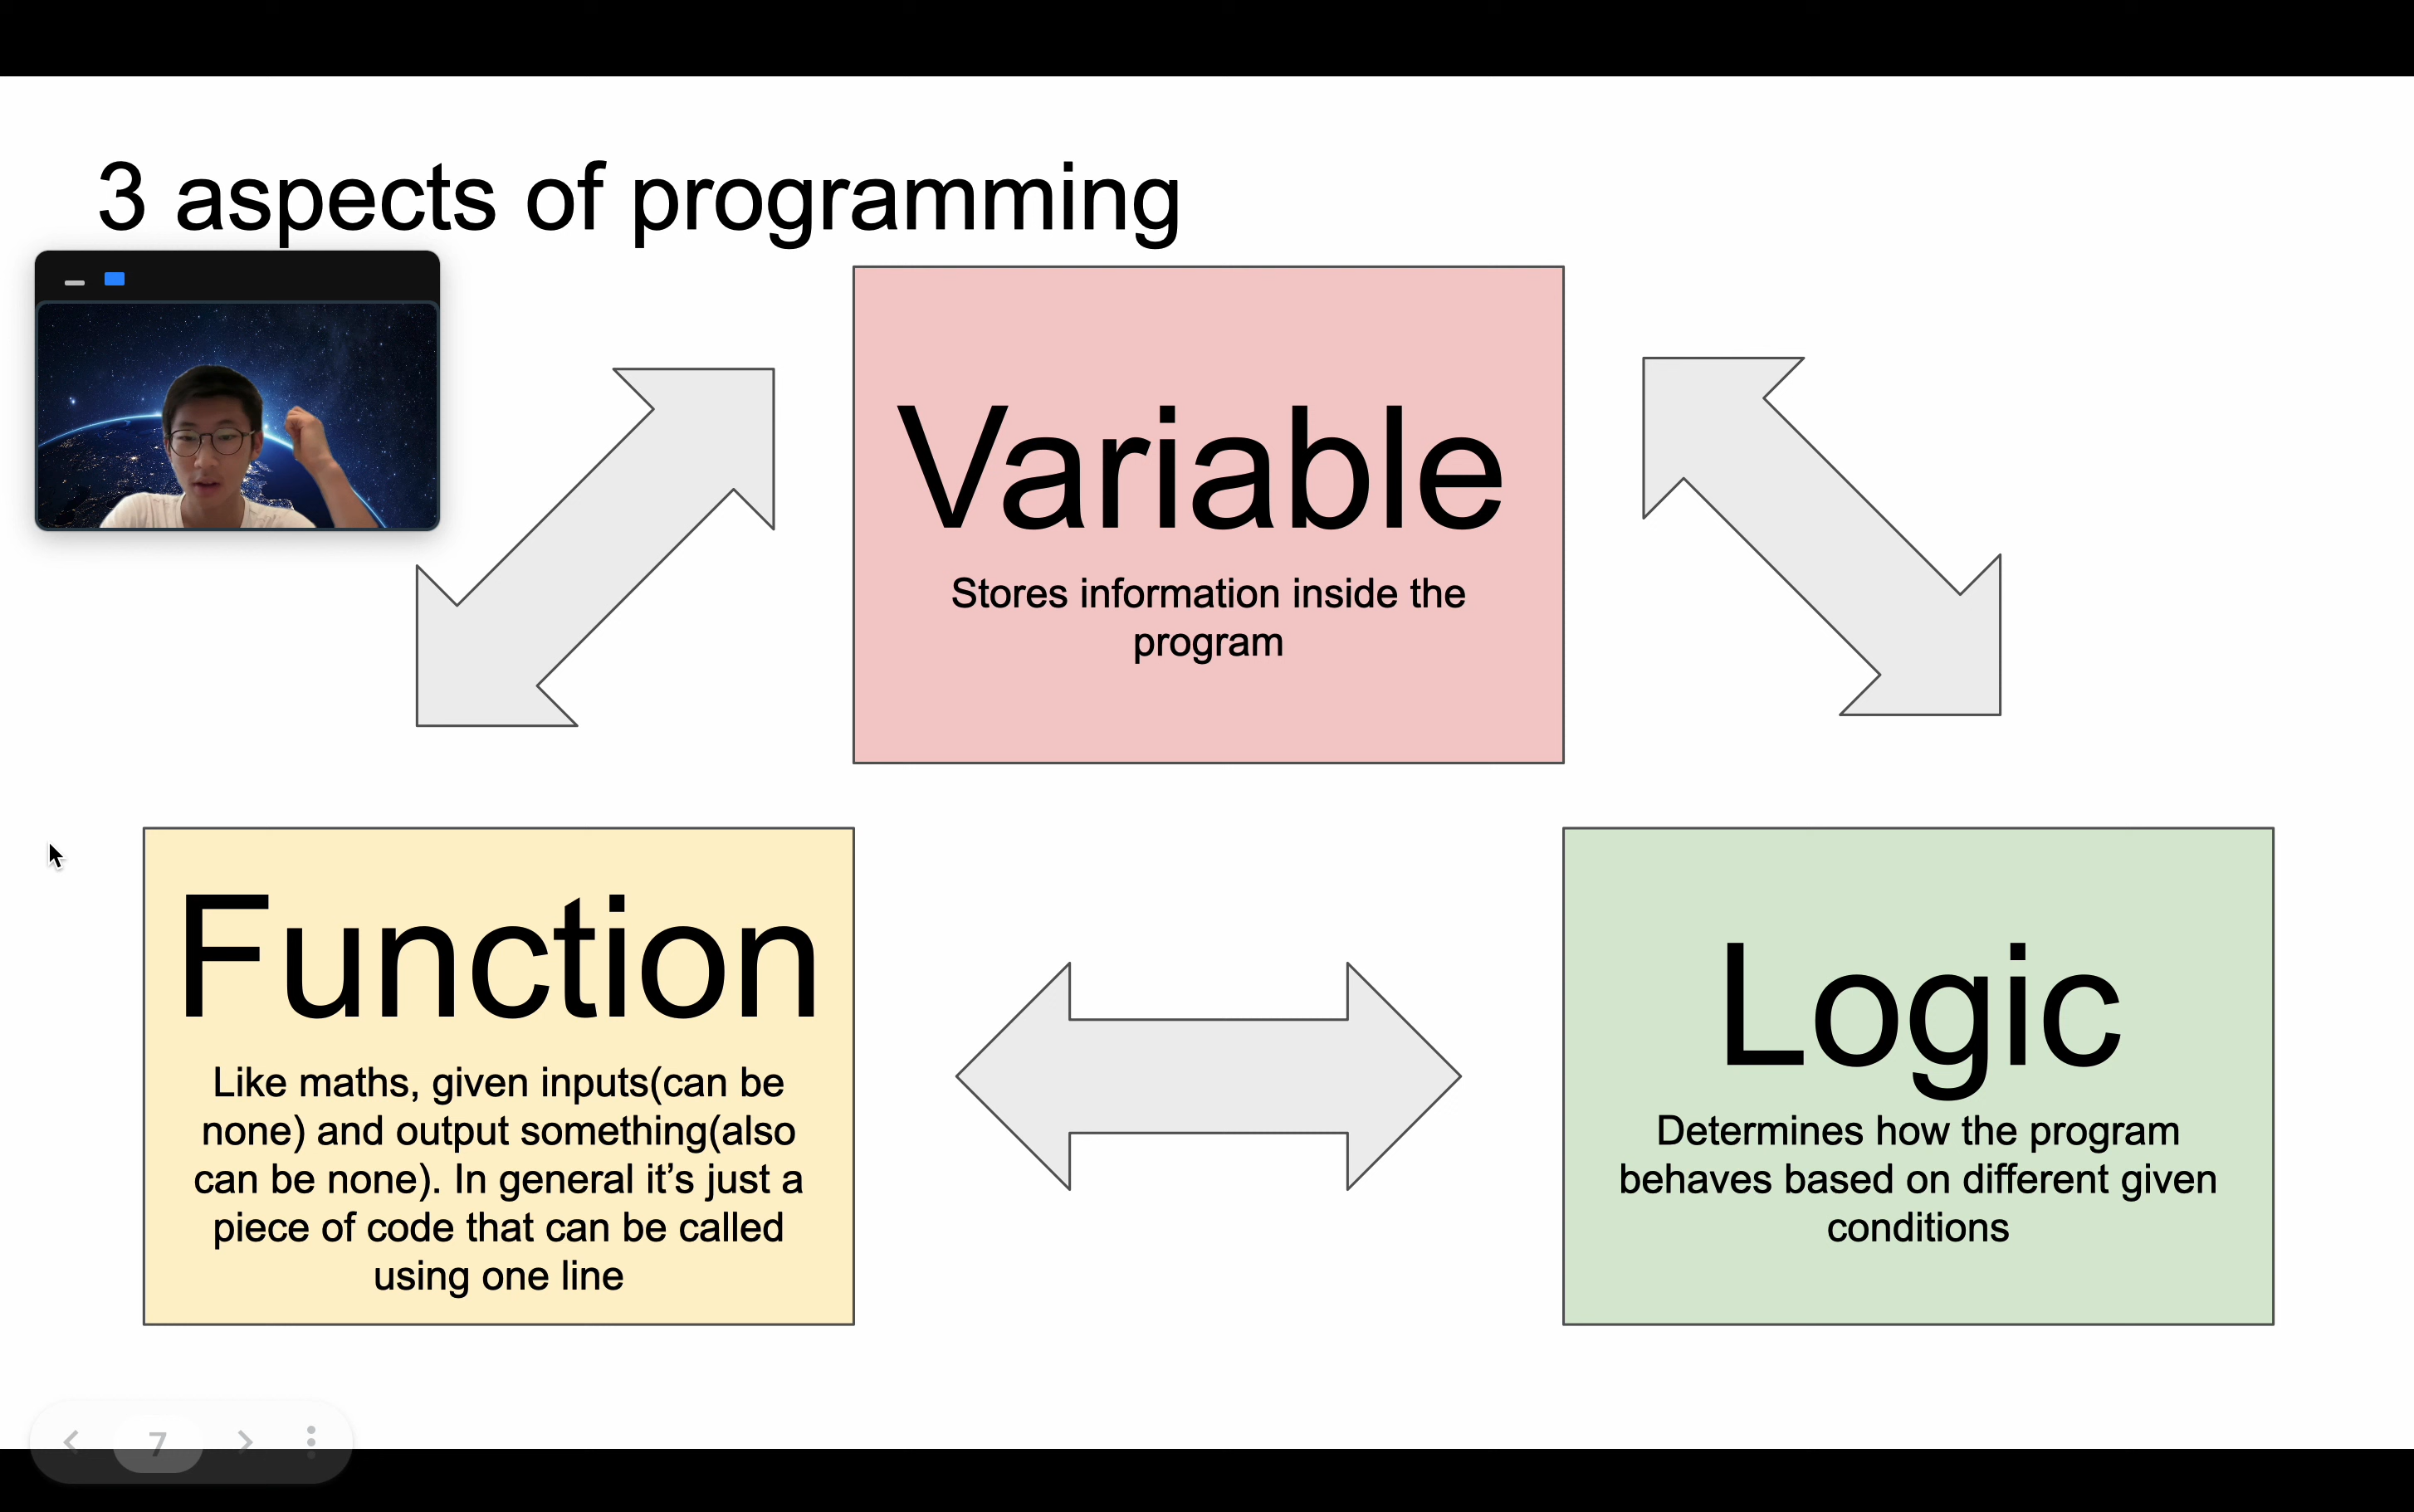 3 aspects of programming
Variable
Stores information inside the
program
Function
Like maths, given inputs(can be
none) and output something(also
can be none). In general it’s just a
piece of code that can be called
using one line
Logic
Determines how the program
behaves based on different given
conditions
7